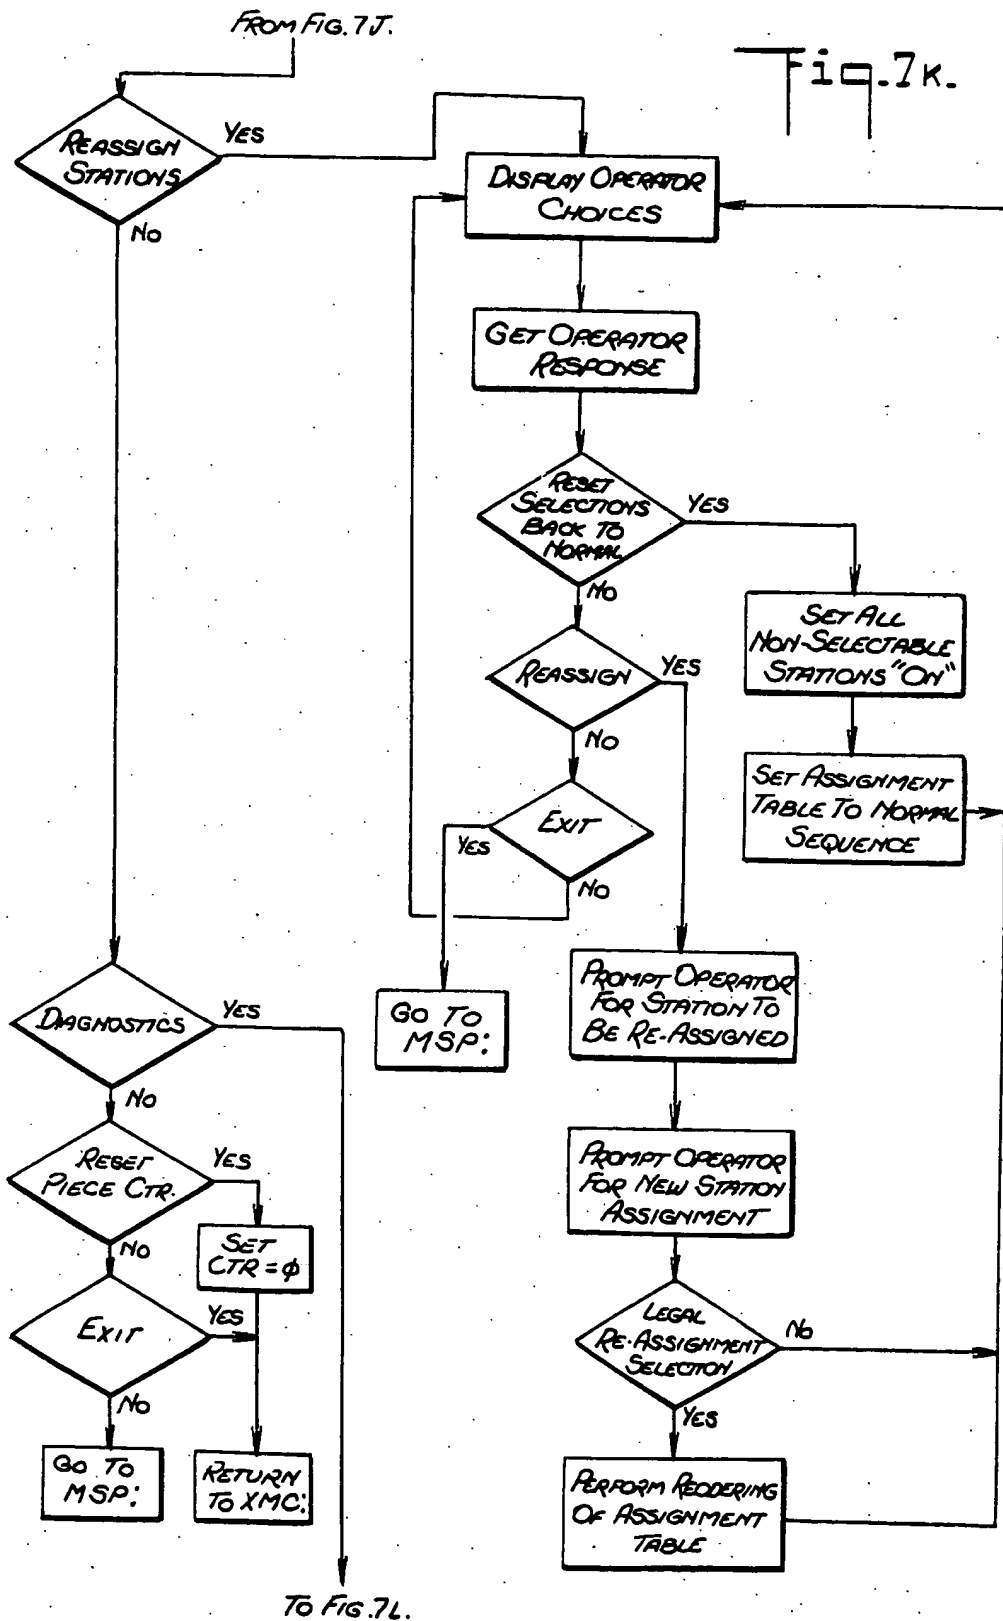 FROM FIG. 7J.
Fig. 7K.
REASSIGN
STATIONS
YES
NO
DISPLAY OPERATOR
CHOICES
GET OPERATOR
RESPONSE
RESET
SELECTIONS
BACK TO
NORMAL
YES
NO
SET ALL
NON-SELECTABLE
STATIONS "ON"
REASSIGN
YES
NO
SET ASSIGNMENT
TABLE TO NORMAL
SEQUENCE
EXIT
YES
NO
GO TO
MSP:
PROMPT OPERATOR
FOR STATION TO
BE RE-ASSIGNED
DIAGNOSTICS
YES
NO
PROMPT OPERATOR
FOR NEW STATION
ASSIGNMENT
RESET
PIECE CTR.
YES
NO
SET
CTR = φ
LEGAL
RE-ASSIGNMENT
SELECTION
NO
YES
EXIT
YES
NO
GO TO
MSP:
RETURN
TO XMC:
PERFORM REODERING
OF ASSIGNMENT
TABLE
TO FIG. 7L.